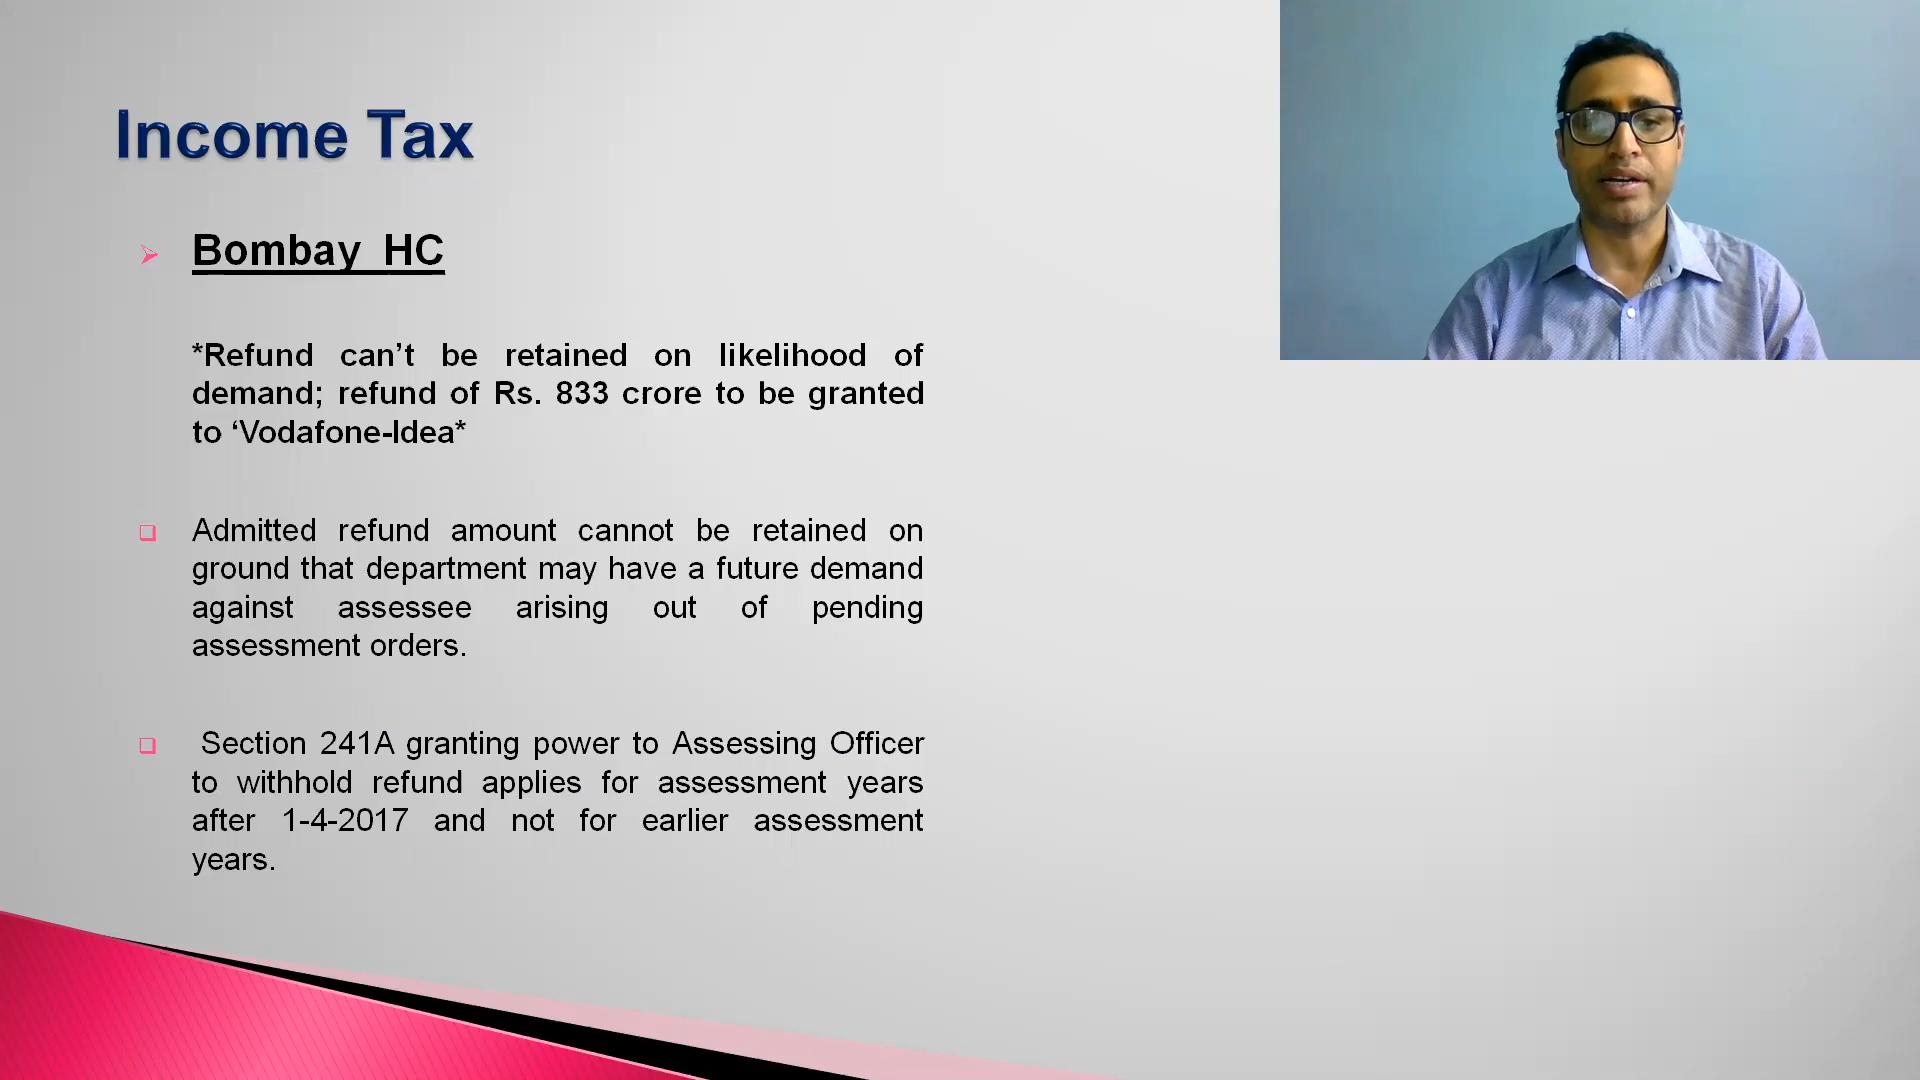 Income Tax
Bombay HC
*Refund can’t be retained on likelihood of
demand; refund of Rs. 833 crore to be granted
to ‘Vodafone-Idea*
Admitted refund amount cannot be retained on
ground that department may have a future demand
against assessee arising out of pending
assessment orders.
Section 241A granting power to Assessing Officer
to withhold refund applies for assessment years
after 1-4-2017 and not for earlier assessment
years.